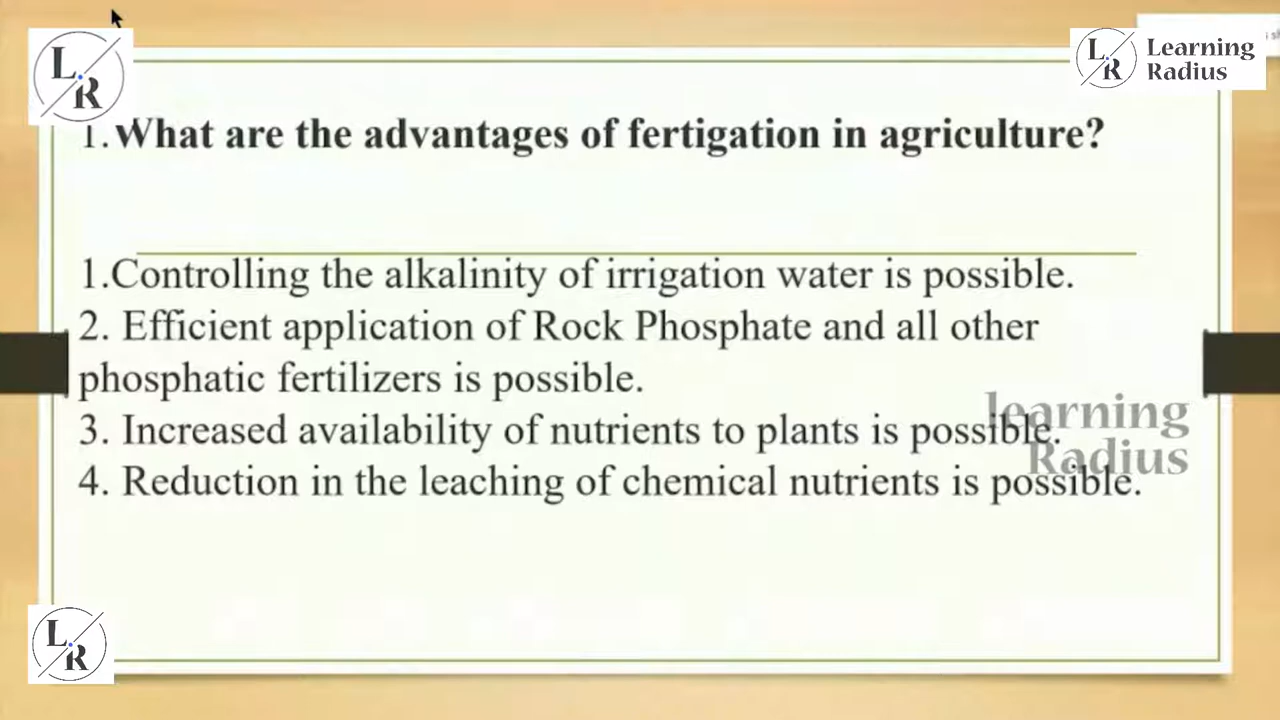 L R
L R Learning
Radius
1.What are the advantages of fertigation in agriculture?
1.Controlling the alkalinity of irrigation water is possible.
2. Efficient application of Rock Phosphate and all other
phosphatic fertilizers is possible.
3. Increased availability of nutrients to plants is possible.
learning
Radius
4. Reduction in the leaching of chemical nutrients is possible.
L R